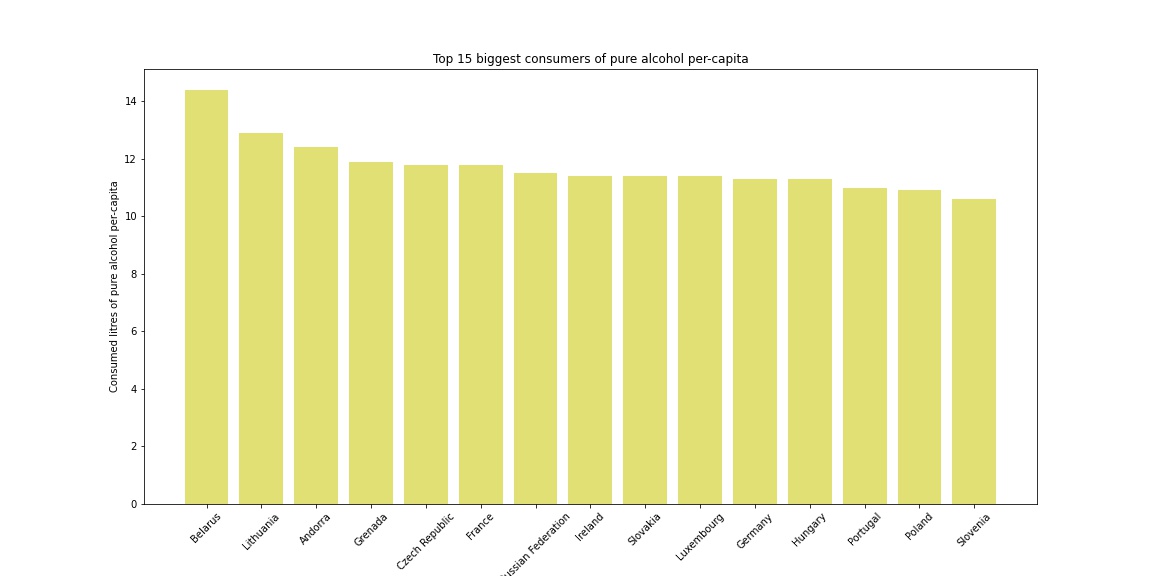 Top 15 biggest consumers of pure alcohol per-capita
Consumed litres of pure alcohol per-capita
14
12
10
8
6
4
2
0
Belarus
Lithuania
Andorra
Grenada
Czech Republic
France
ussian Federation
Ireland
Slovakia
Luxembourg
Germany
Hungary
Portugal
Poland
Slovenia